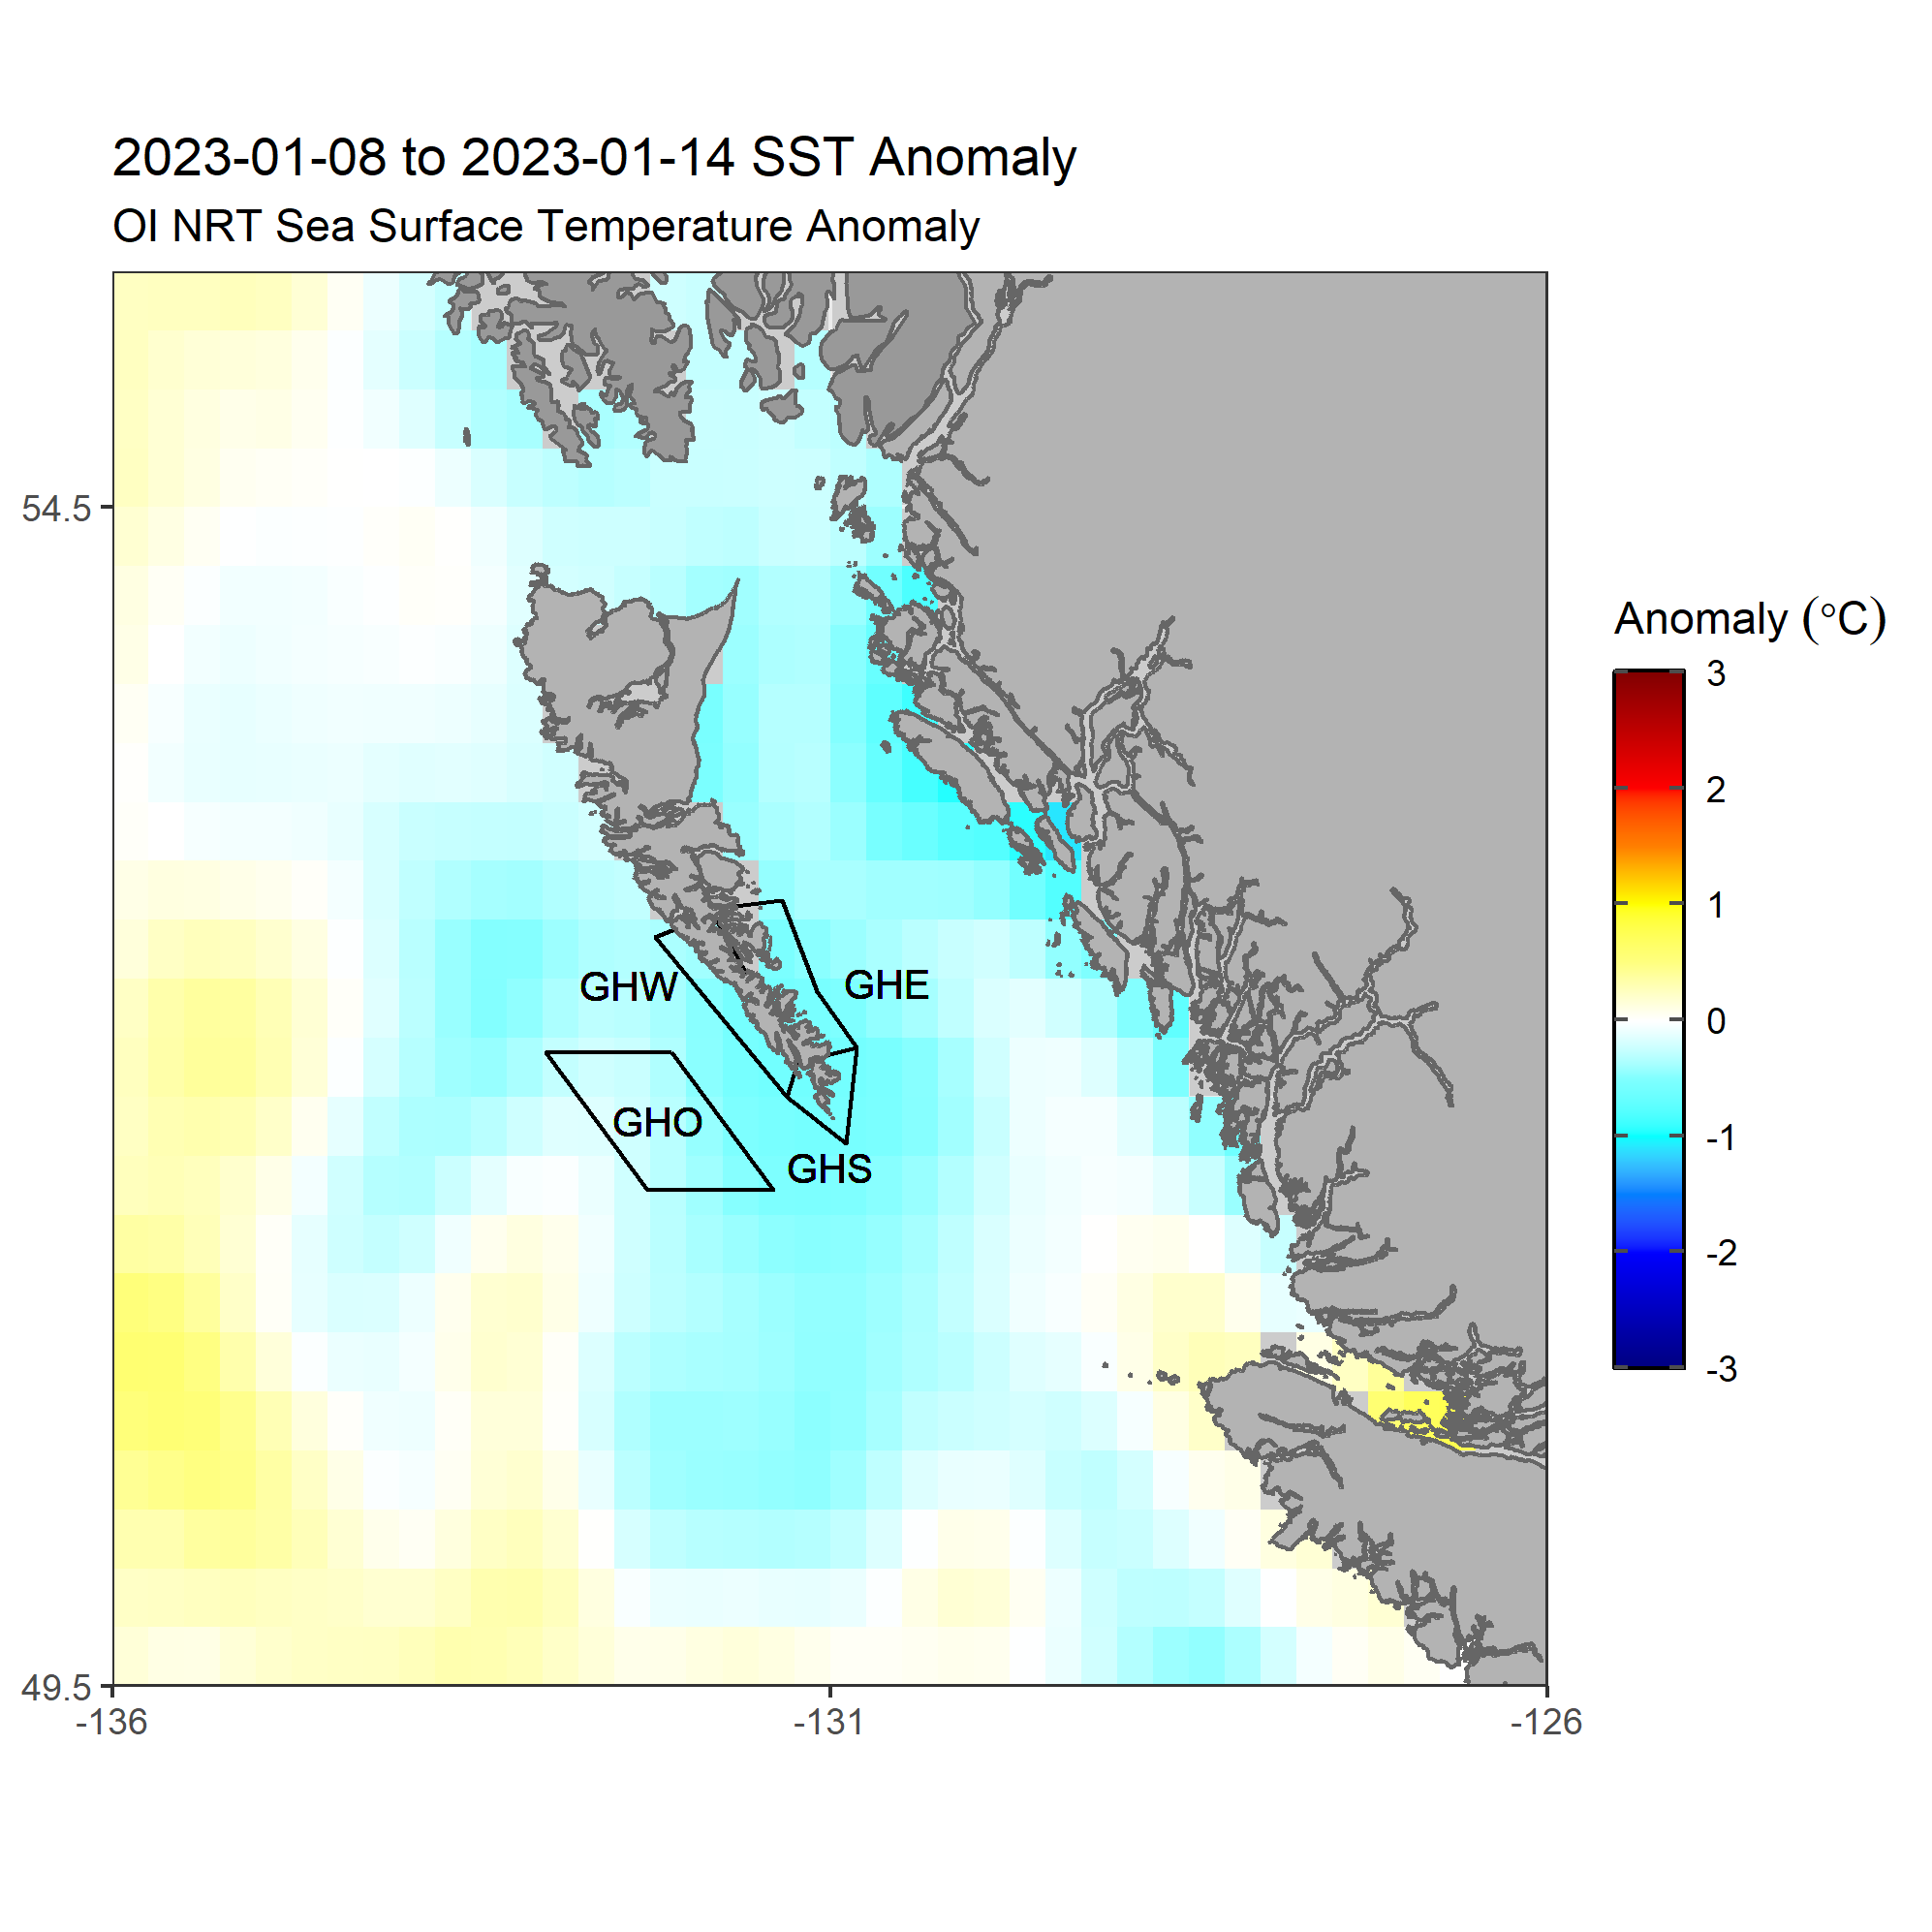 2023-01-08 to 2023-01-14 SST Anomaly
OI NRT Sea Surface Temperature Anomaly
54.5
49.5
-136
-131
-126
GHW
GHE
GHO
GHS
Anomaly (°C)
3
2
1
0
-1
-2
-3